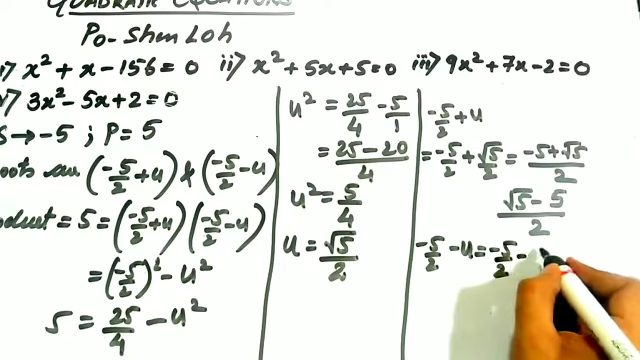 QUADRATIC EQUATIONS
Po-Shen Loh
i) x² + x - 156 = 0 ii) x² + 5x + 5 = 0 iii) 9x² + 7x - 2 = 0
3x² - 5x + 2 = 0
S → -5 ; P = 5
roots are (-5/2 + u) & (-5/2 - u)
product = 5 = (-5/2 + u)(-5/2 - u)
= (-5/2)² - u²
5 = 25/4 - u²
u² = 25/4 - 5/1
= 25 - 20/4
u² = 5/4
u = √5/2
-5/2 + u
= -5/2 + √5/2 = -5 + √5/2
√5 - 5/2
-5/2 - u = -5/2 -